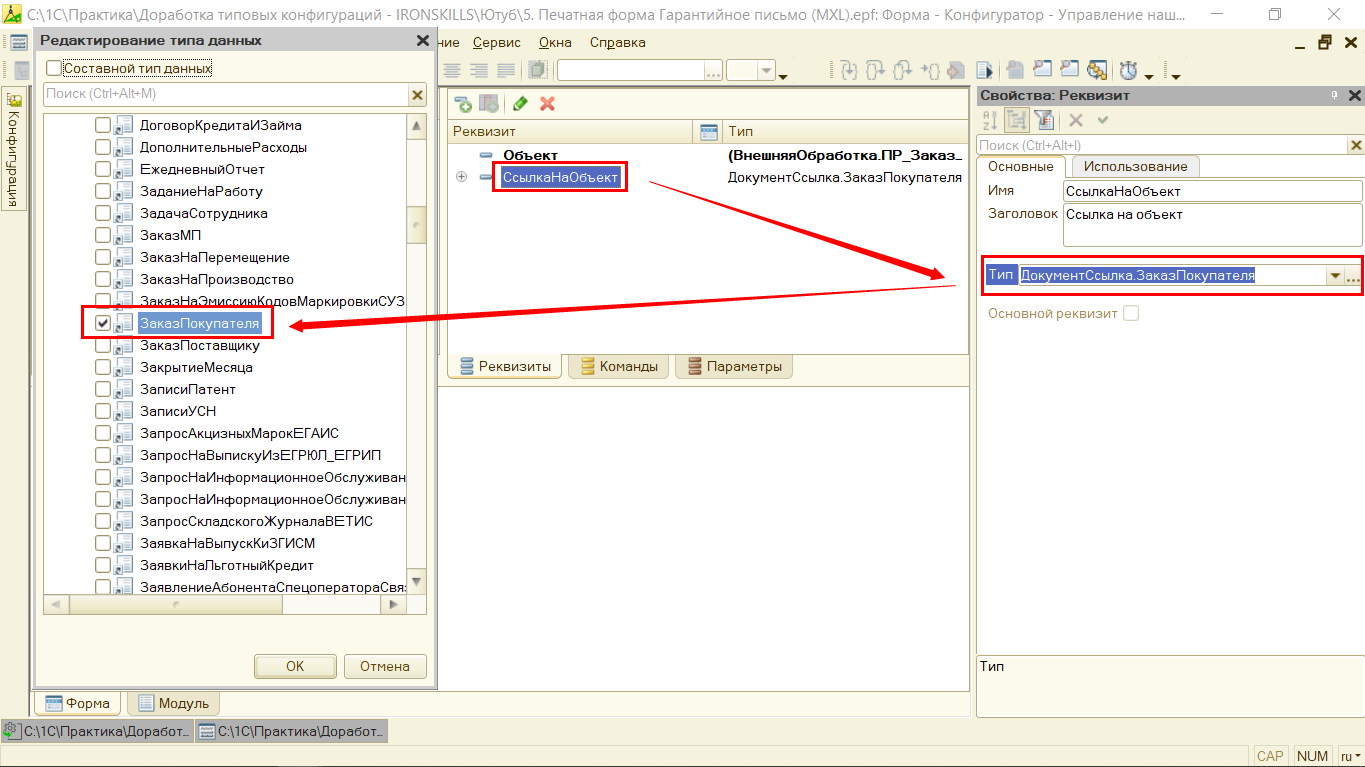 C:\1С\Практика\Доработка типовых конфигураций - IRONSKILLS\Ютуб\5. Печатная форма Гарантийное письмо (MXL).epf: Форма - Конфигуратор - Управление наш...
Редактирование типа данных
ние Сервис Окна Справка
Составной тип данных
Поиск (Ctrl+Alt+M)
Конфигурация
ДоговорКредитаИЗайма
ДополнительныеРасходы
ЕжедневныйОтчет
ЗаданиеНаРаботу
ЗадачаСотрудника
ЗаказМП
ЗаказНаПеремещение
ЗаказНаПроизводство
ЗаказНаЭмиссиюКодовМаркировкиСУЗ
ЗаказПокупателя
ЗаказПоставщику
ЗакрытиеМесяца
ЗаписиПатент
ЗаписиУСН
ЗапросАкцизныхМарокЕГАИС
ЗапросНаВыпискуИзЕГРЮЛ_ЕГРИП
ЗапросНаИнформационноеОбслуживан
ЗапросНаИнформационноеОбслуживан
ЗапросСкладскогоЖурналаВЕТИС
ЗаявкаНаВыпускКиЗГИСМ
ЗаявкиНаЛьготныйКредит
ЗаявлениеАбонентаСпецоператораСвяз
ОК Отмена
Реквизит Тип
Объект (ВнешняяОбработка.ПР_Заказ...
СсылкаНаОбъект ДокументСсылка.ЗаказПокупателя
Реквизиты Команды Параметры
Свойства: Реквизит
Поиск (Ctrl+Alt+I)
Основные Использование
Имя СсылкаНаОбъект
Заголовок Ссылка на объект
Тип ДокументСсылка.ЗаказПокупателя ...
Основной реквизит
Тип
Форма Модуль
C:\1С\Практика\Доработ... C:\1С\Практика\Доработ...
CAP NUM ru